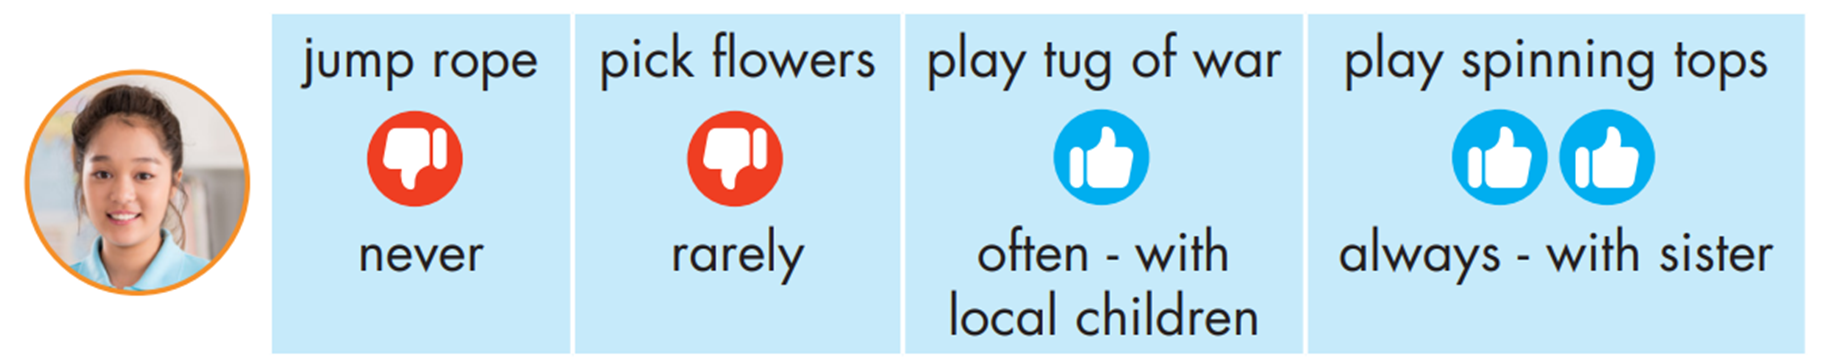 jump rope
never
pick flowers
rarely
play tug of war
often - with
local children
play spinning tops
always - with sister